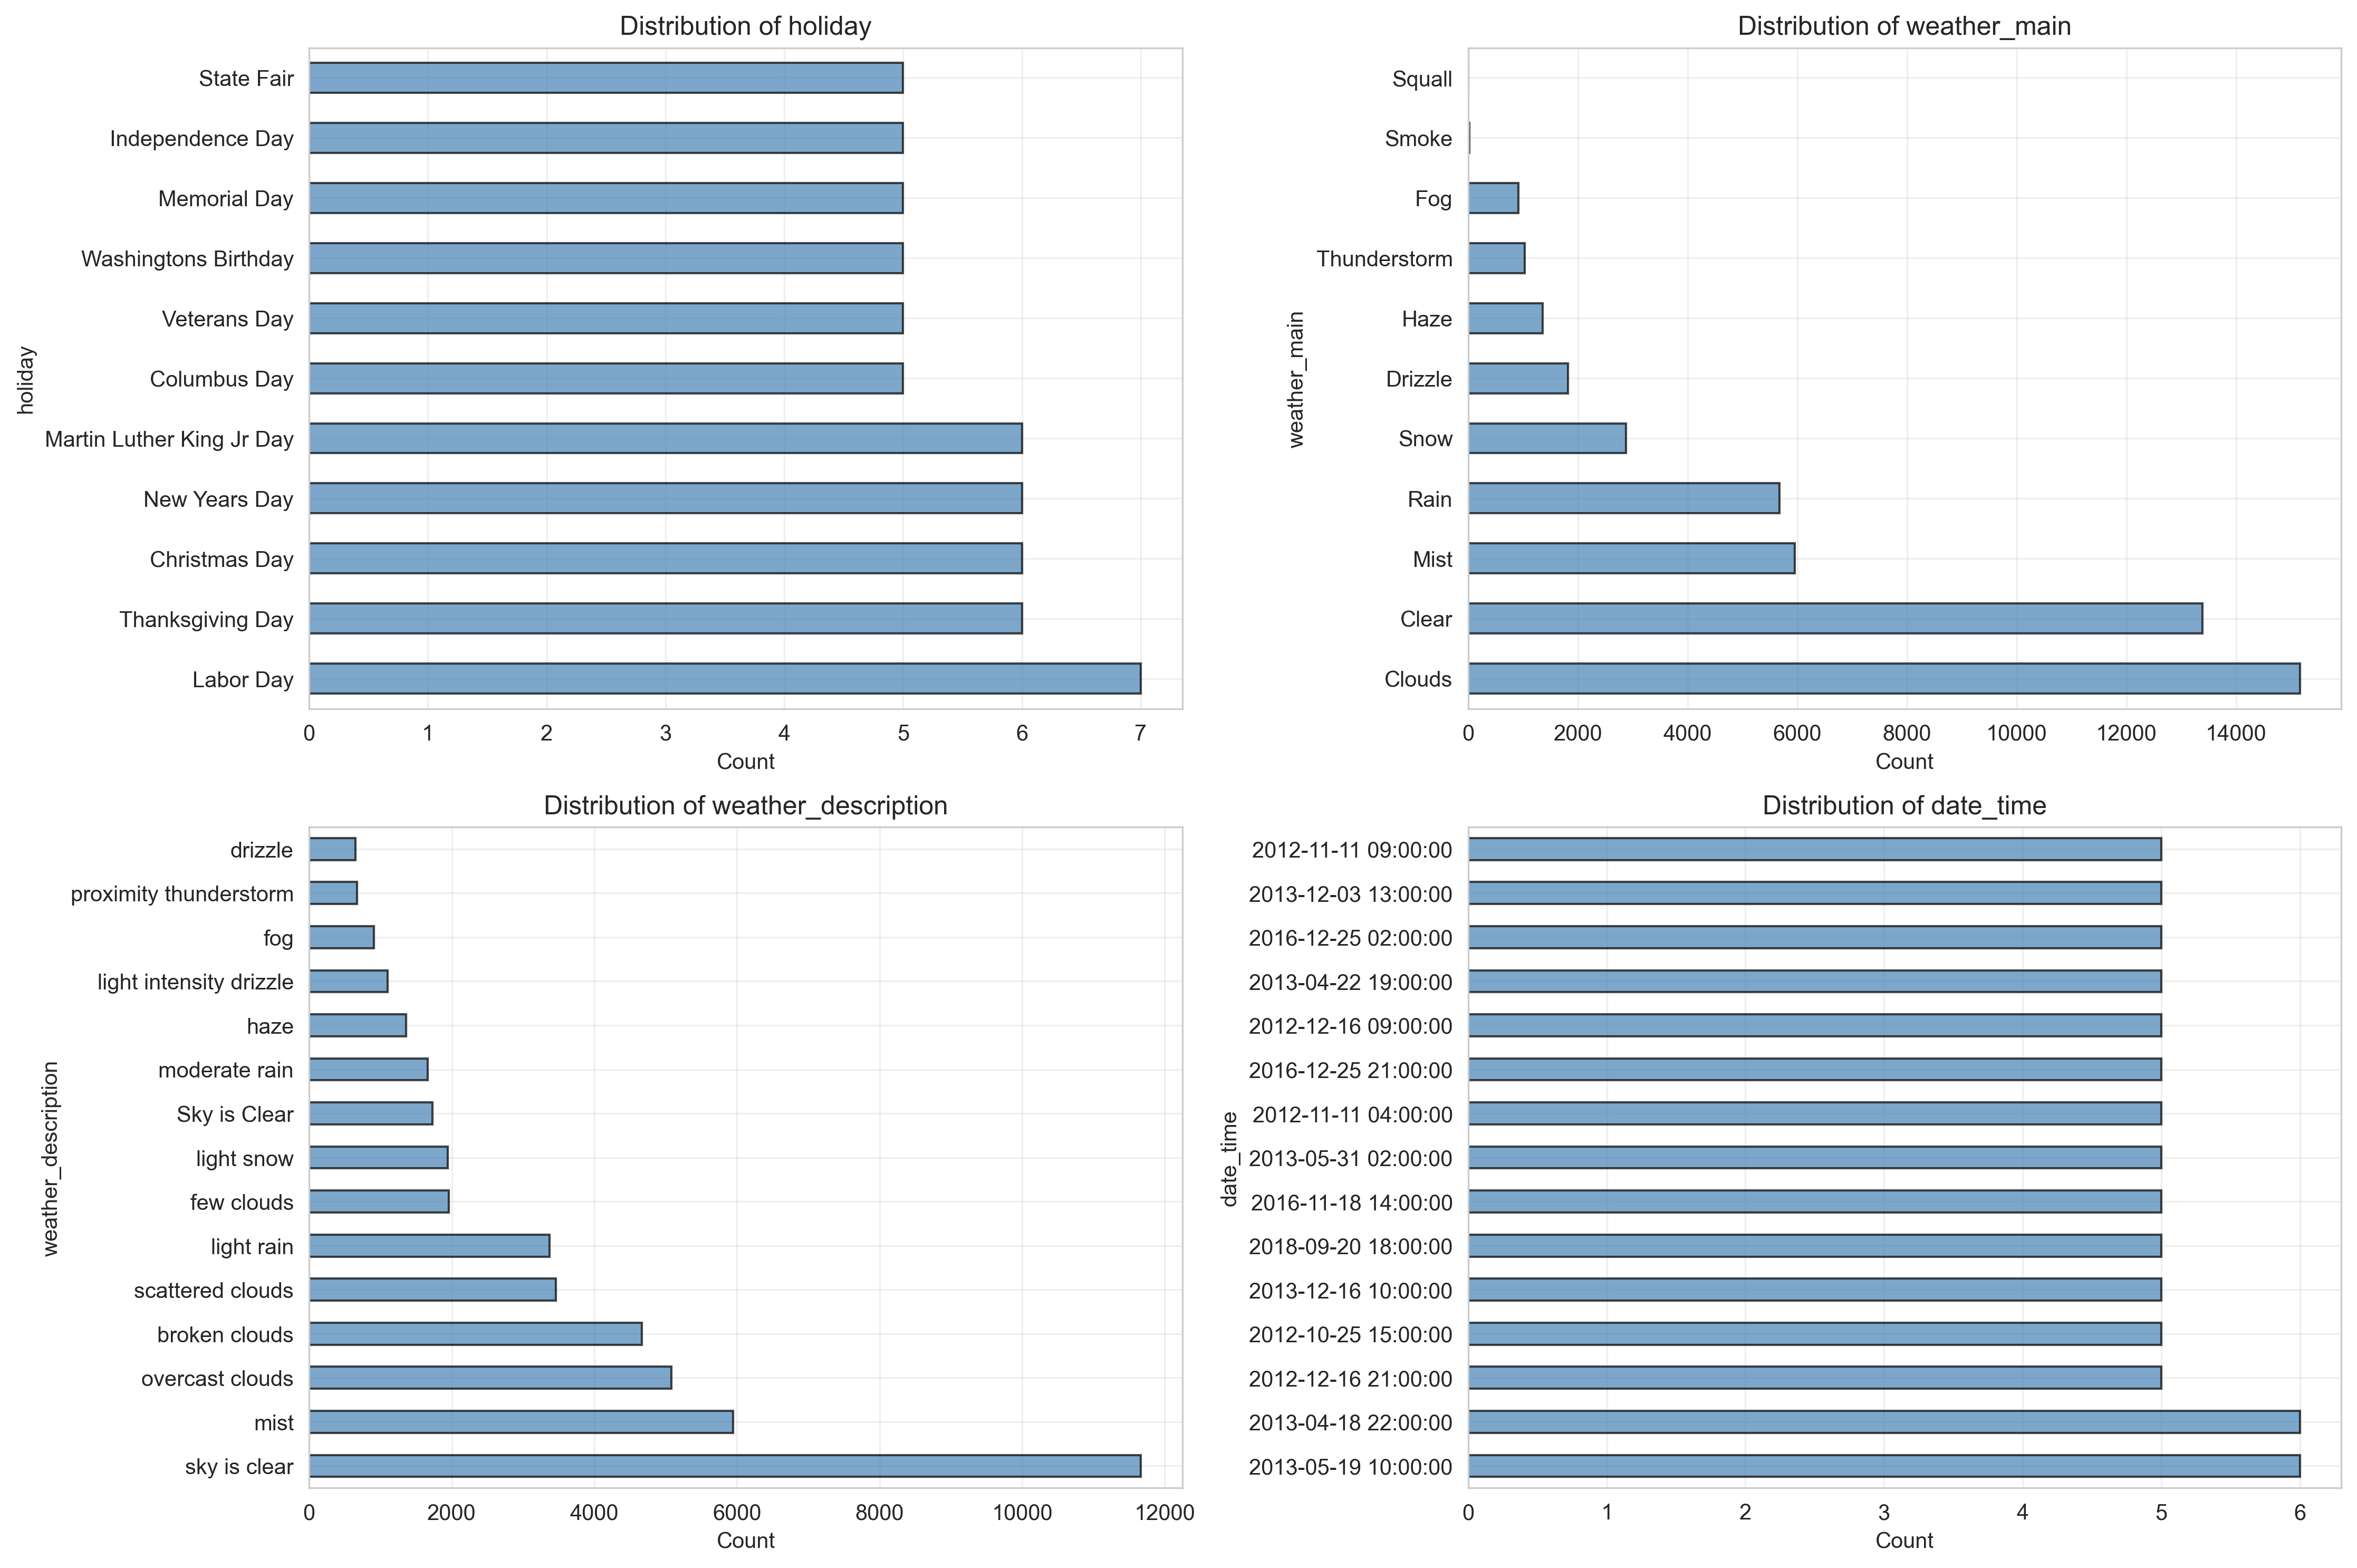 Distribution of holiday
holiday
State Fair
Independence Day
Memorial Day
Washingtons Birthday
Veterans Day
Columbus Day
Martin Luther King Jr Day
New Years Day
Christmas Day
Thanksgiving Day
Labor Day
0 1 2 3 4 5 6 7
Count
Distribution of weather_main
weather_main
Squall
Smoke
Fog
Thunderstorm
Haze
Drizzle
Snow
Rain
Mist
Clear
Clouds
0 2000 4000 6000 8000 10000 12000 14000
Count
Distribution of weather_description
weather_description
drizzle
proximity thunderstorm
fog
light intensity drizzle
haze
moderate rain
Sky is Clear
light snow
few clouds
light rain
scattered clouds
broken clouds
overcast clouds
mist
sky is clear
0 2000 4000 6000 8000 10000 12000
Count
Distribution of date_time
date_time
2012-11-11 09:00:00
2013-12-03 13:00:00
2016-12-25 02:00:00
2013-04-22 19:00:00
2012-12-16 09:00:00
2016-12-25 21:00:00
2012-11-11 04:00:00
2013-05-31 02:00:00
2016-11-18 14:00:00
2018-09-20 18:00:00
2013-12-16 10:00:00
2012-10-25 15:00:00
2012-12-16 21:00:00
2013-04-18 22:00:00
2013-05-19 10:00:00
0 1 2 3 4 5 6
Count